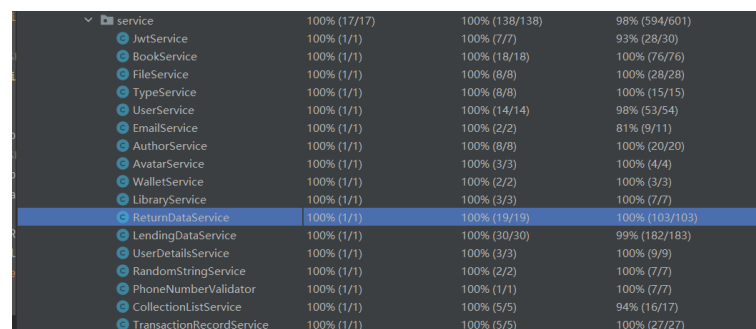 service 100% (17/17) 100% (138/138) 98% (594/601)
JwtService 100% (1/1) 100% (7/7) 93% (28/30)
BookService 100% (1/1) 100% (18/18) 100% (76/76)
FileService 100% (1/1) 100% (8/8) 100% (28/28)
TypeService 100% (1/1) 100% (8/8) 100% (15/15)
UserService 100% (1/1) 100% (14/14) 98% (53/54)
EmailService 100% (1/1) 100% (2/2) 81% (9/11)
AuthorService 100% (1/1) 100% (8/8) 100% (20/20)
AvatarService 100% (1/1) 100% (3/3) 100% (4/4)
WalletService 100% (1/1) 100% (2/2) 100% (3/3)
LibraryService 100% (1/1) 100% (3/3) 100% (7/7)
ReturnDataService 100% (1/1) 100% (19/19) 100% (103/103)
LendingDataService 100% (1/1) 100% (30/30) 99% (182/183)
UserDetailsService 100% (1/1) 100% (3/3) 100% (9/9)
RandomStringService 100% (1/1) 100% (2/2) 100% (7/7)
PhoneNumberValidator 100% (1/1) 100% (1/1) 100% (7/7)
CollectionListService 100% (1/1) 100% (5/5) 94% (16/17)
TransactionRecordService 100% (1/1) 100% (5/5) 100% (27/27)